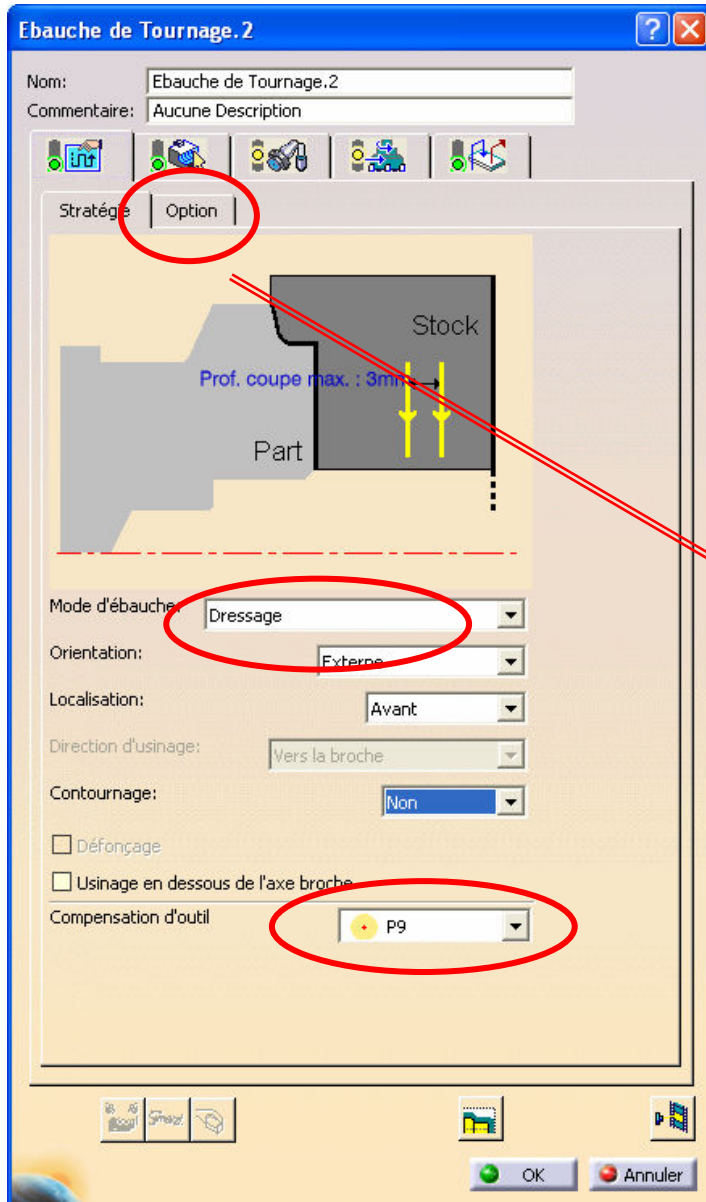 Ebauche de Tournage.2
Nom: Ebauche de Tournage.2
Commentaire: Aucune Description
Stratégie Option
Stock
Prof. coupe max. : 3mm
Part
Mode d'ébauche: Dressage
Orientation: Externe
Localisation: Avant
Direction d'usinage: Vers la broche
Contournage: Non
Défonçage
Usinage en dessous de l'axe broche
Compensation d'outil P9
OK Annuler